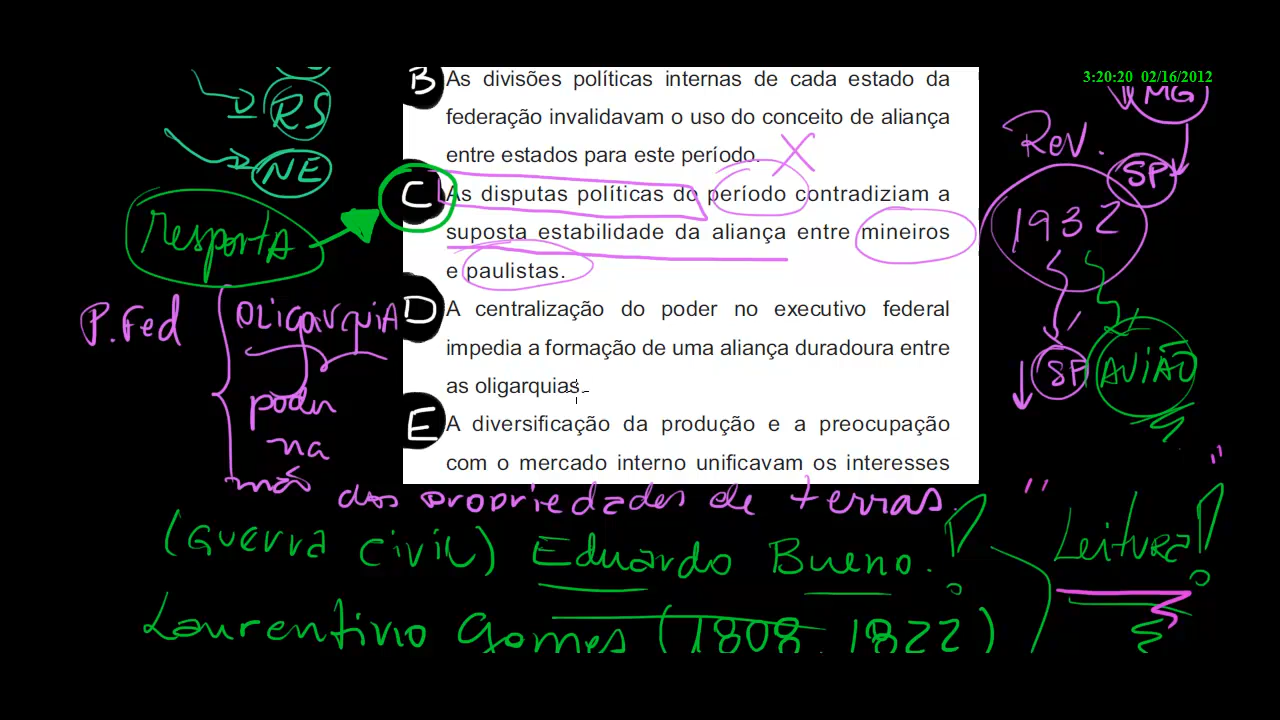 3:20:20 02/16/2012
MG
RS
NE
B As divisões políticas internas de cada estado da
federação invalidavam o uso do conceito de aliança
entre estados para este período. X
Rev.
SP
1932
C As disputas políticas do período contradiziam a
suposta estabilidade da aliança entre mineiros
e paulistas.
Resposta
P. Fed
OLIGARQUIA
poder
na
mãos das propriedades de terras.
D A centralização do poder no executivo federal
impedia a formação de uma aliança duradoura entre
as oligarquias.
SP
AVIÃO
E A diversificação da produção e a preocupação
com o mercado interno unificavam os interesses
(Guerra Civil) Eduardo Bueno. !
"Leitura!"
Laurentivio Gomes (1808, 1822)